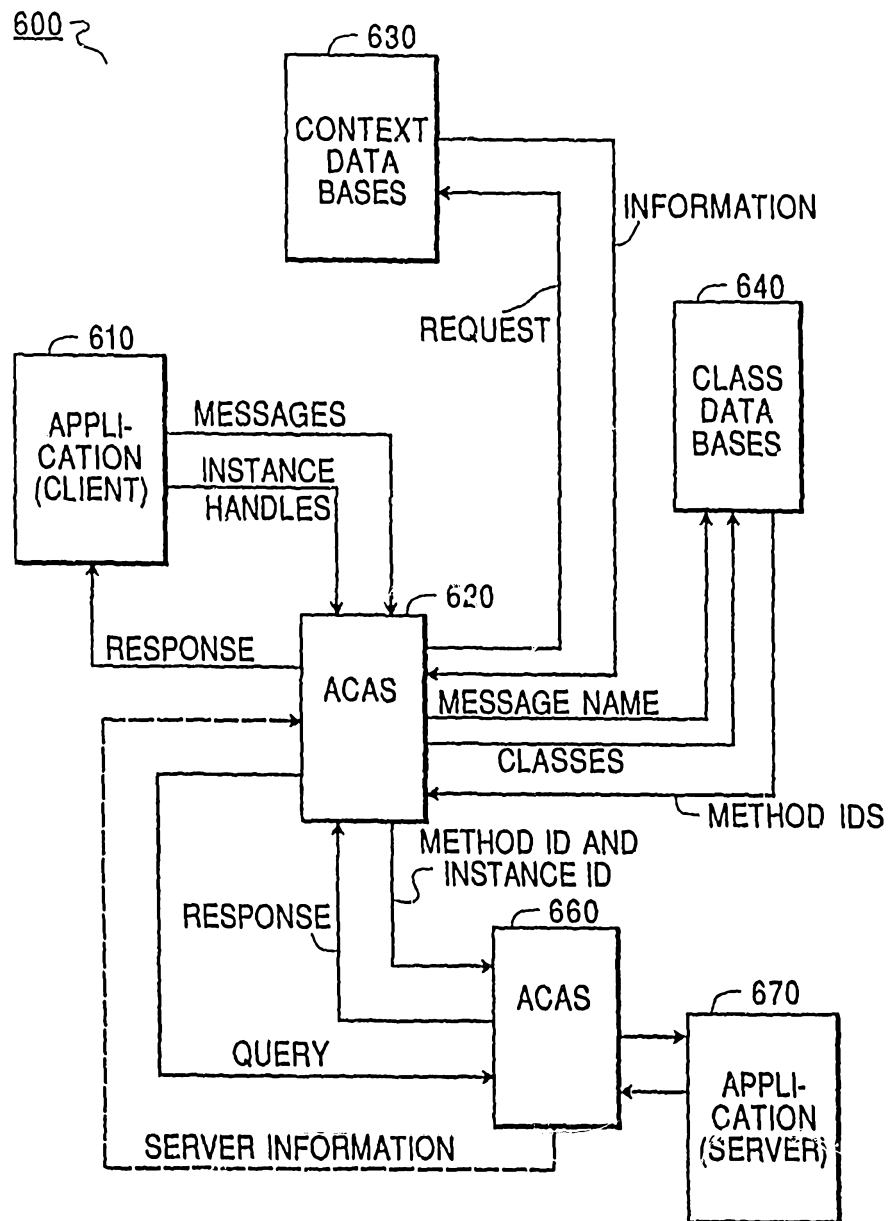 600
630
CONTEXT
DATA
BASES
INFORMATION
REQUEST
640
CLASS
DATA
BASES
610
APPLI-
CATION
(CLIENT)
MESSAGES
INSTANCE
HANDLES
620
ACAS
RESPONSE
MESSAGE NAME
CLASSES
METHOD IDS
METHOD ID AND
INSTANCE ID
RESPONSE
660
ACAS
QUERY
670
APPLI-
CATION
(SERVER)
SERVER INFORMATION